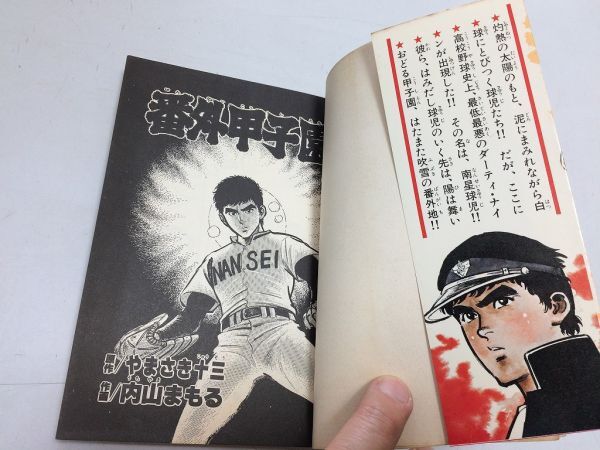 ★灼熱の太陽のもと、泥にまみれながら白
球にとびつく球児たち!! だが、ここに
★高校野球史上、最低最悪のダーティ・ナイ
ンが出現した!! その名は、南星球児!!
★彼ら、はみだし球児のいく先は、陽は舞い
おどる甲子園、はたまた吹雪の番外地!!
番外甲子園
NAN SEI
原作/やまさき十三
作画/内山まもる